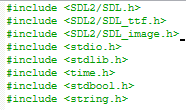 #include <SDL2/SDL.h>
#include <SDL2/SDL_ttf.h>
#include <SDL2/SDL_image.h>
#include <stdio.h>
#include <stdlib.h>
#include <time.h>
#include <stdbool.h>
#include <string.h>